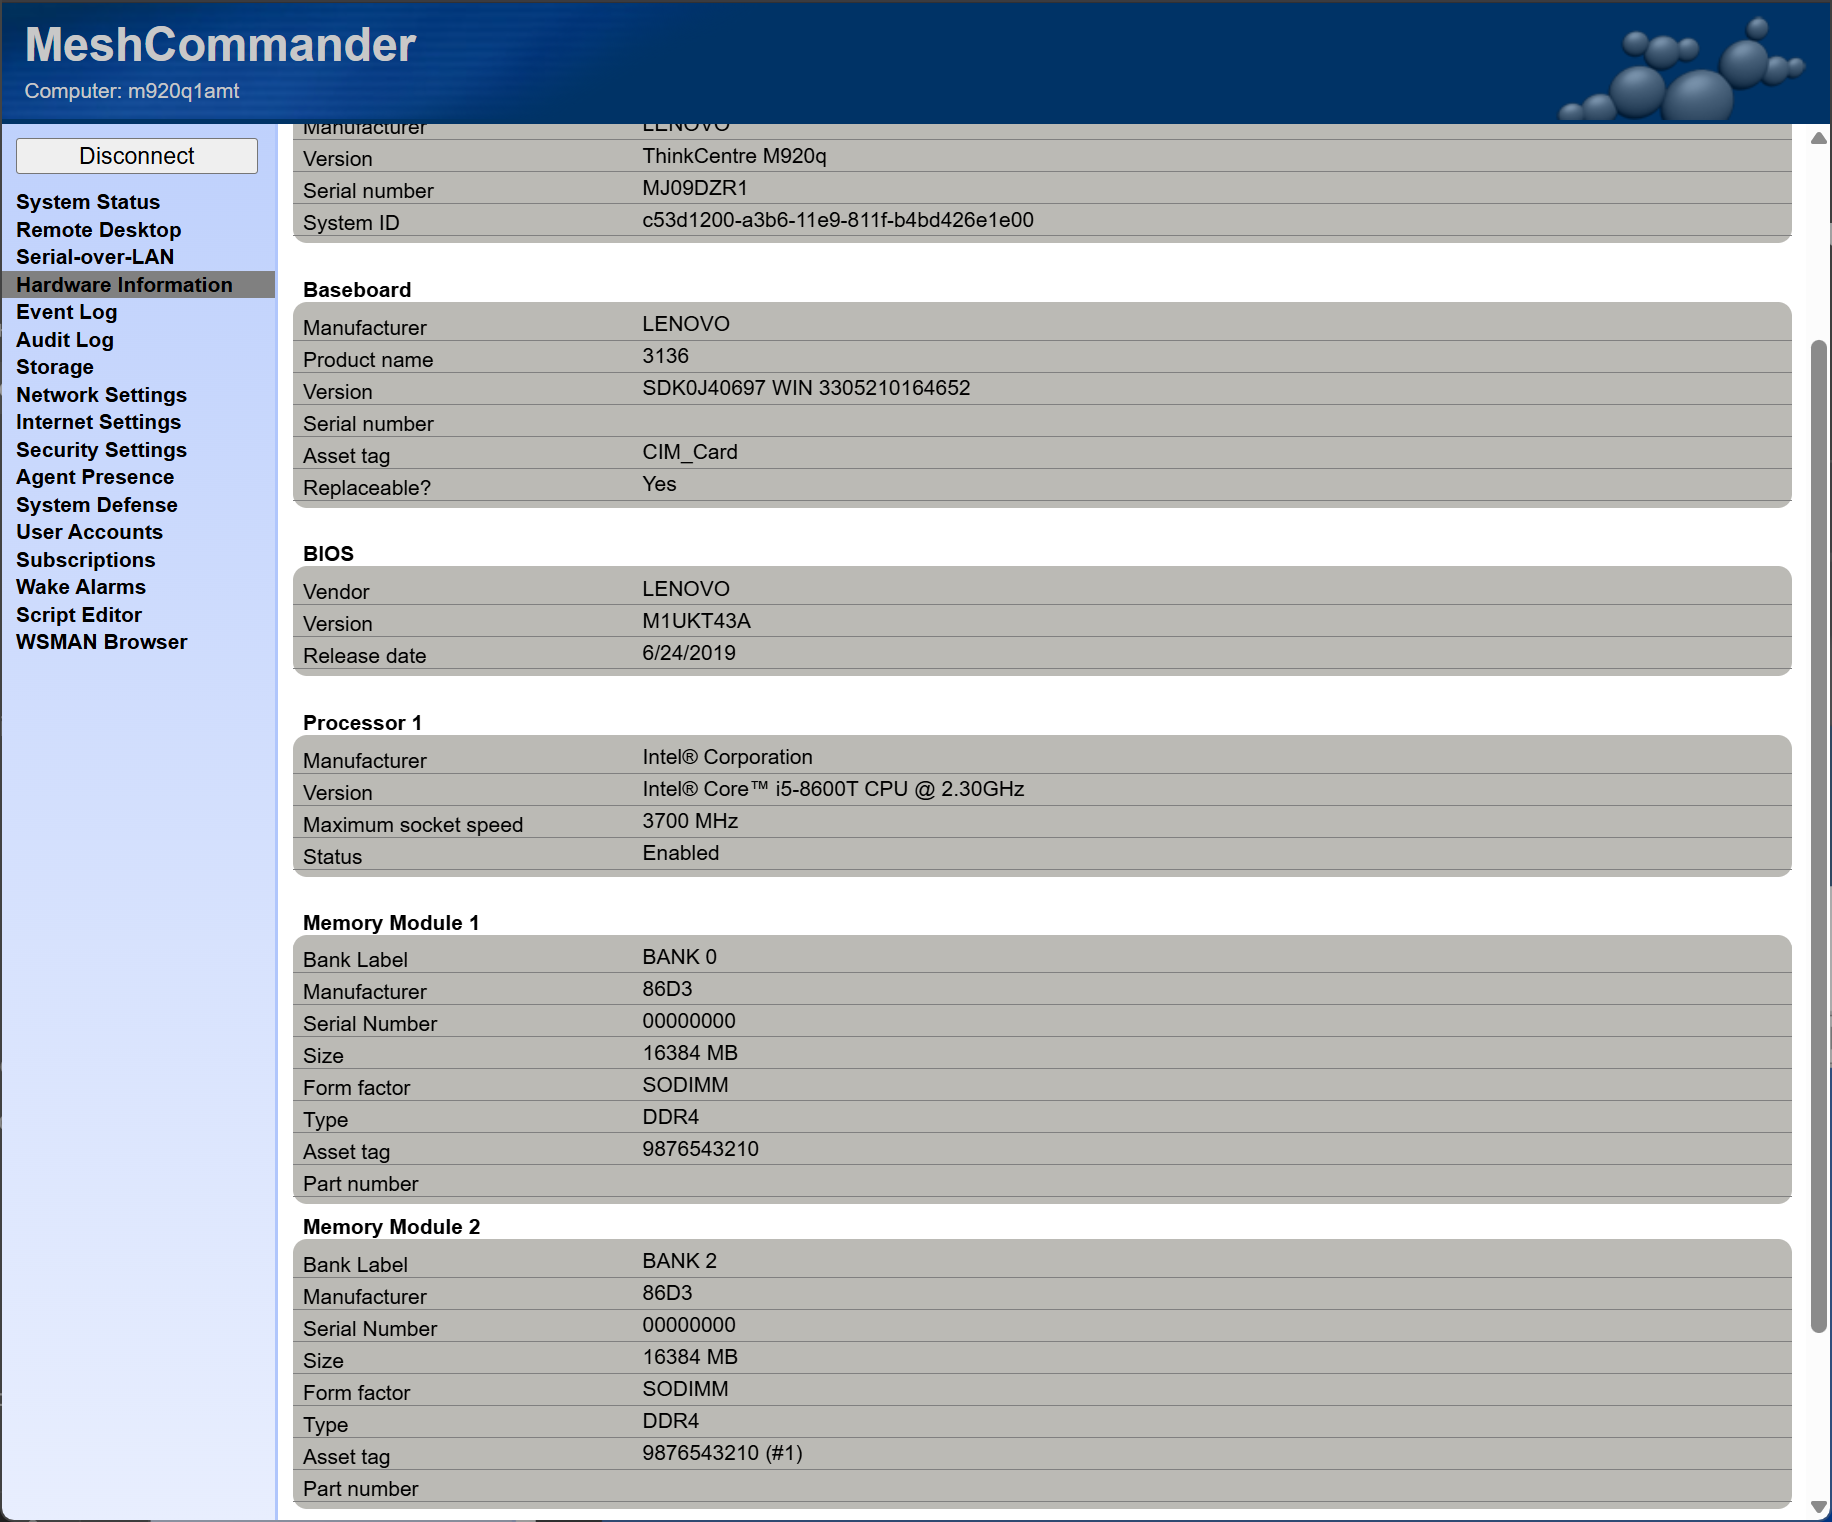 MeshCommander
Computer: m920q1amt
Disconnect
System Status
Remote Desktop
Serial-over-LAN
Hardware Information
Event Log
Audit Log
Storage
Network Settings
Internet Settings
Security Settings
Agent Presence
System Defense
User Accounts
Subscriptions
Wake Alarms
Script Editor
WSMAN Browser
Manufacturer LENOVO
Version ThinkCentre M920q
Serial number MJ09DZR1
System ID c53d1200-a3b6-11e9-811f-b4bd426e1e00
Baseboard
Manufacturer LENOVO
Product name 3136
Version SDK0J40697 WIN 3305210164652
Serial number
Asset tag CIM_Card
Replaceable? Yes
BIOS
Vendor LENOVO
Version M1UKT43A
Release date 6/24/2019
Processor 1
Manufacturer Intel® Corporation
Version Intel® Core™ i5-8600T CPU @ 2.30GHz
Maximum socket speed 3700 MHz
Status Enabled
Memory Module 1
Bank Label BANK 0
Manufacturer 86D3
Serial Number 00000000
Size 16384 MB
Form factor SODIMM
Type DDR4
Asset tag 9876543210
Part number
Memory Module 2
Bank Label BANK 2
Manufacturer 86D3
Serial Number 00000000
Size 16384 MB
Form factor SODIMM
Type DDR4
Asset tag 9876543210 (#1)
Part number